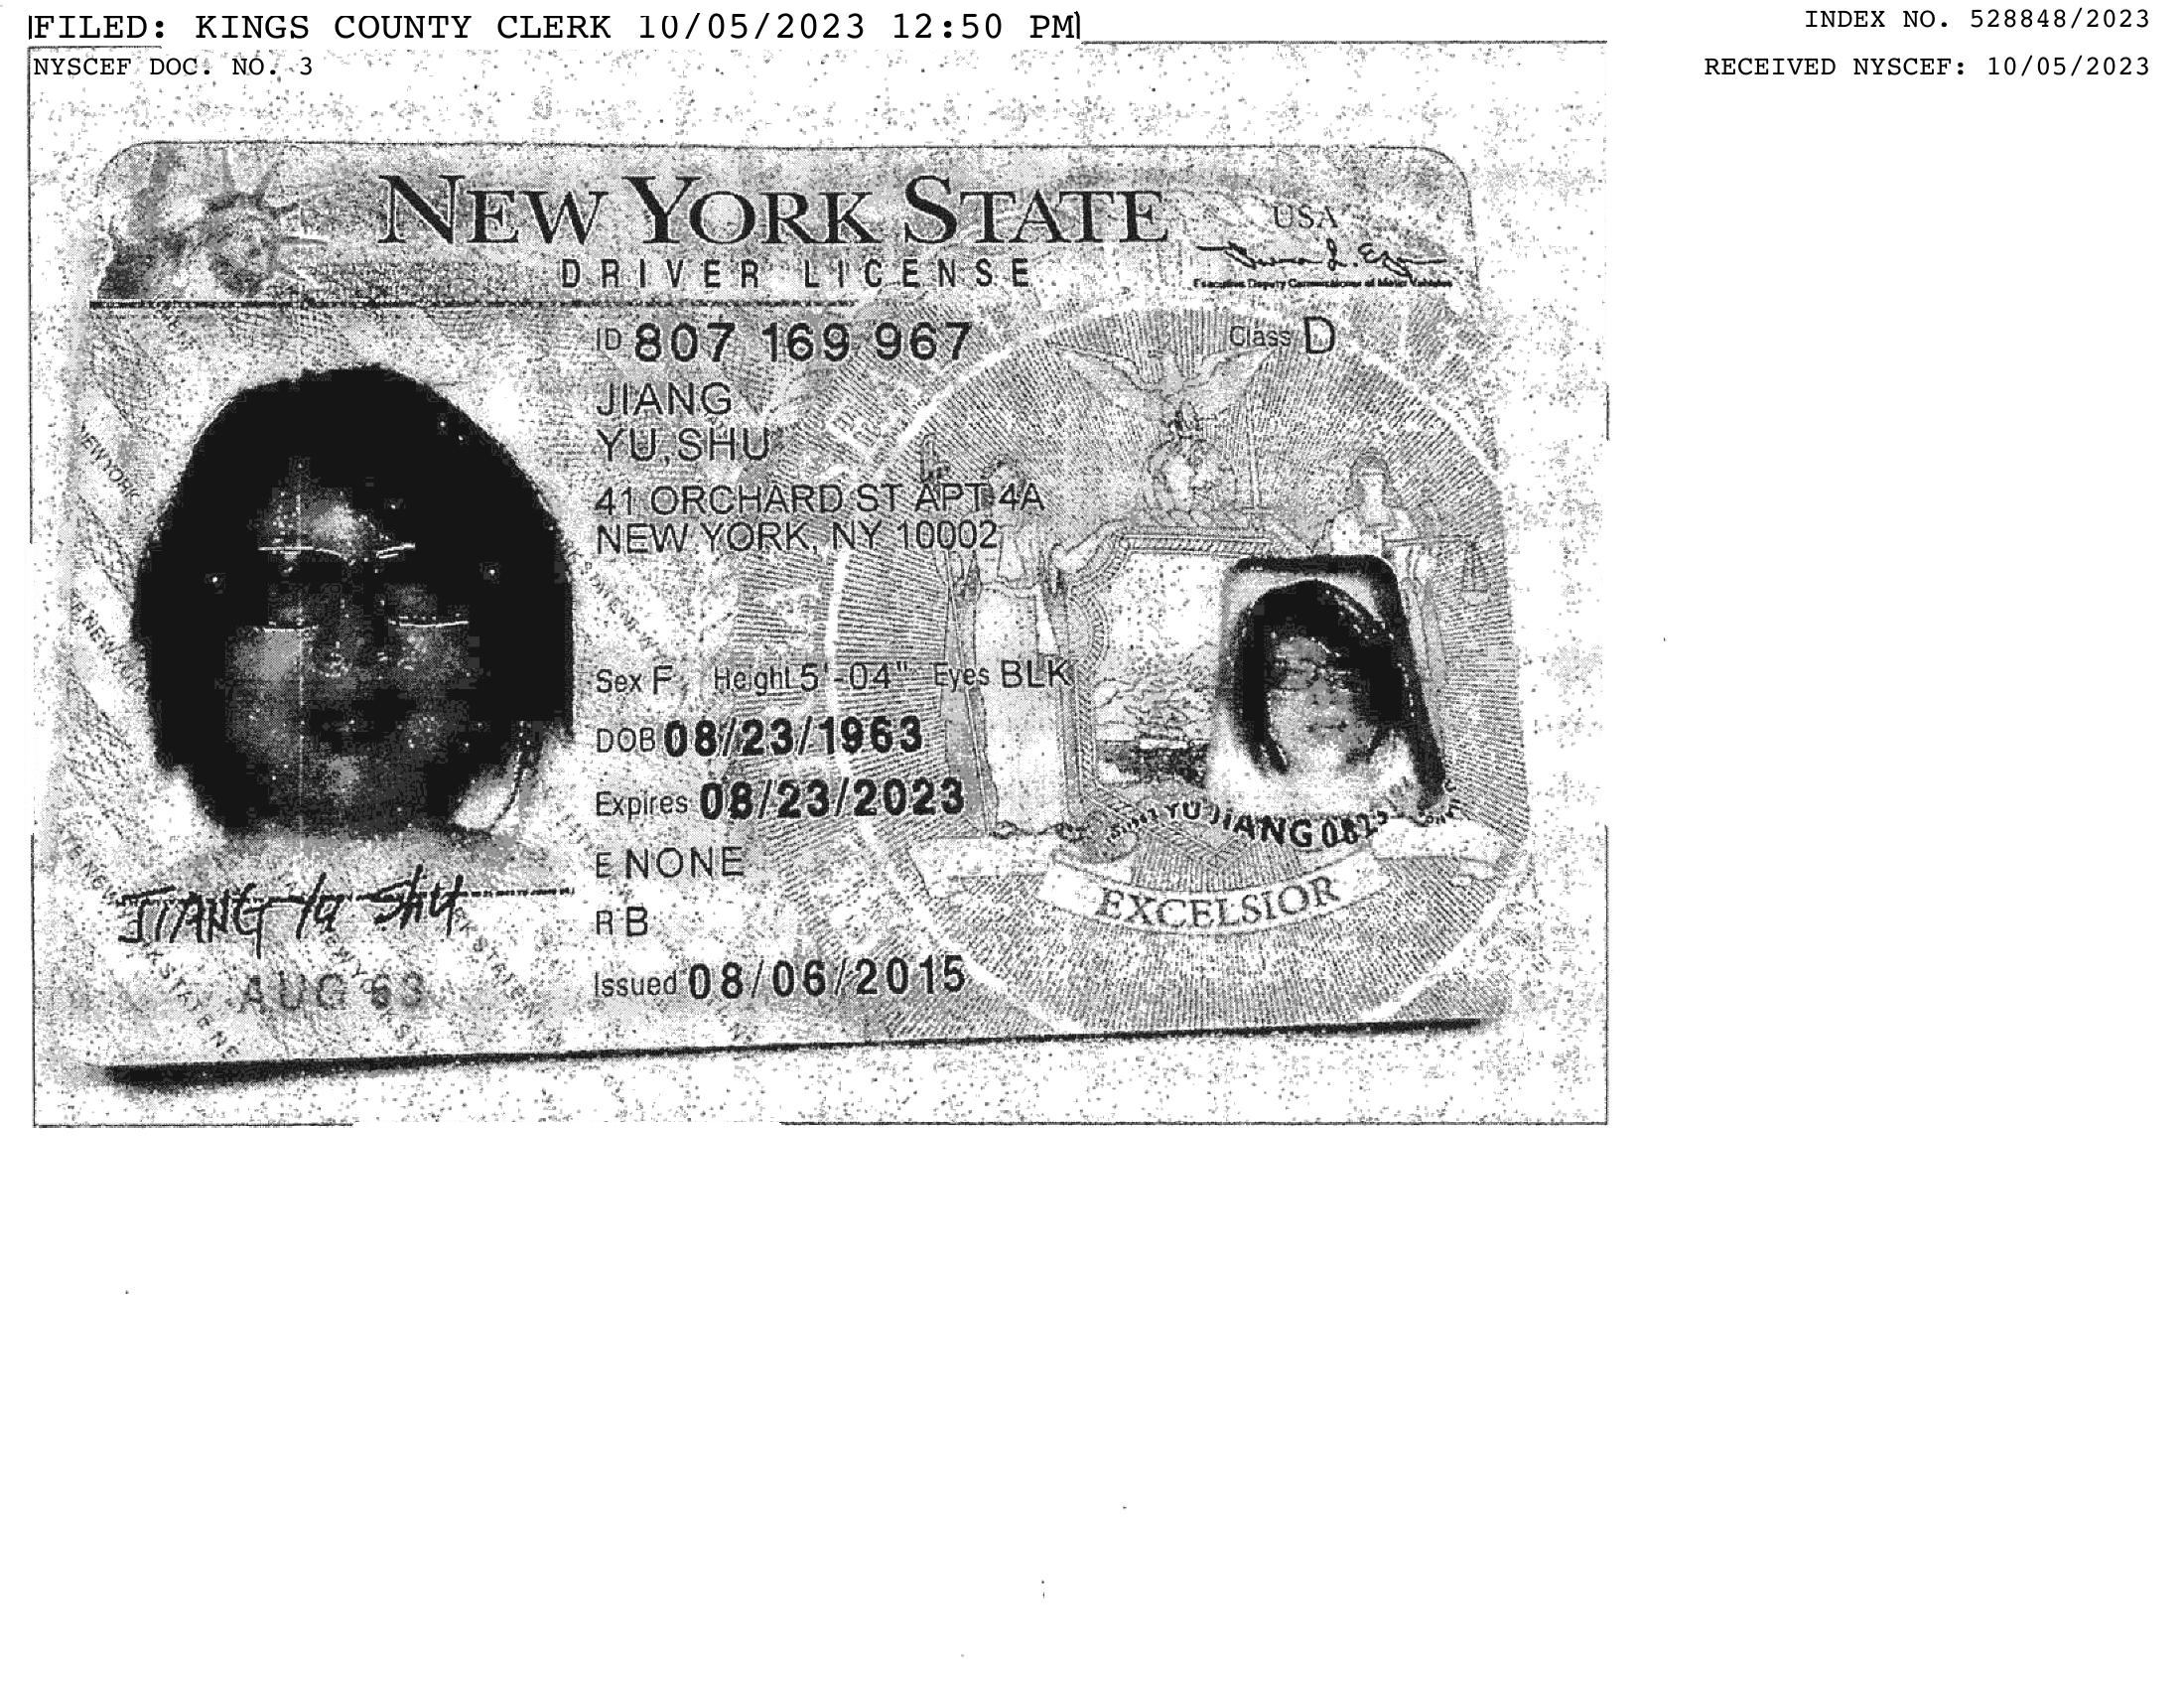 FILED: KINGS COUNTY CLERK 10/05/2023 12:50 PM
INDEX NO. 528848/2023
NYSCEF DOC. NO. 3
RECEIVED NYSCEF: 10/05/2023
NEW YORK STATE
USA
DRIVER LICENSE
Executive Deputy Commissioner of Motor Vehicles
ID 807 169 967
Class D
JIANG
YU,SHU
41 ORCHARD ST APT 4A
NEW YORK, NY 10002
Sex F Height 5'-04" Eyes BLK
DOB 08/23/1963
Expires 08/23/2023
YU JIANG
E NONE
EXCELSIOR
JIANG YU SHU
R B
AUG 63
Issued 08/06/2015